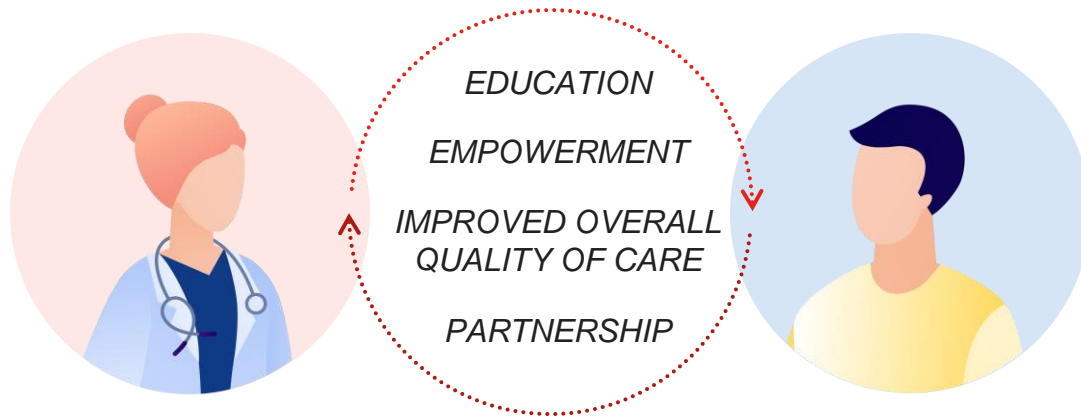 EDUCATION
EMPOWERMENT
IMPROVED OVERALL
QUALITY OF CARE
PARTNERSHIP